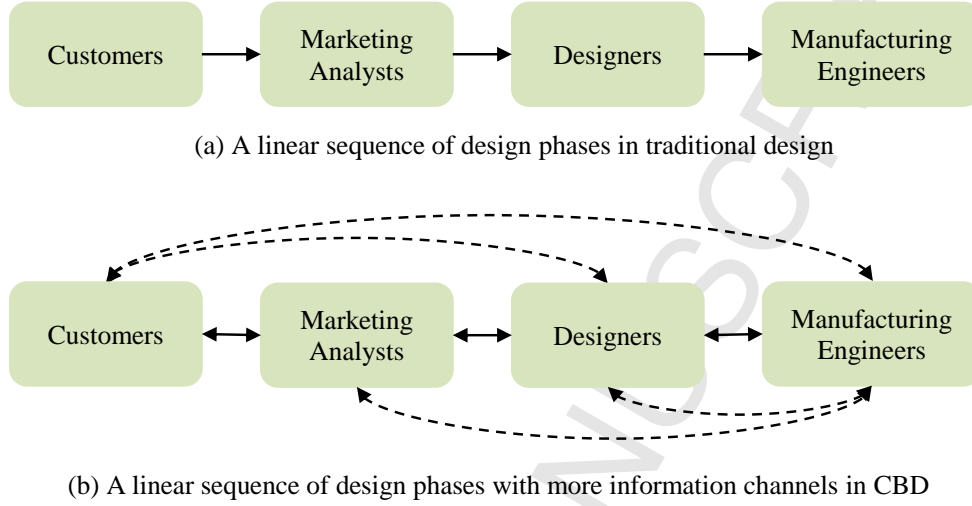 Customers
Marketing
Analysts
Designers
Manufacturing
Engineers
(a) A linear sequence of design phases in traditional design
Customers
Marketing
Analysts
Designers
Manufacturing
Engineers
(b) A linear sequence of design phases with more information channels in CBD